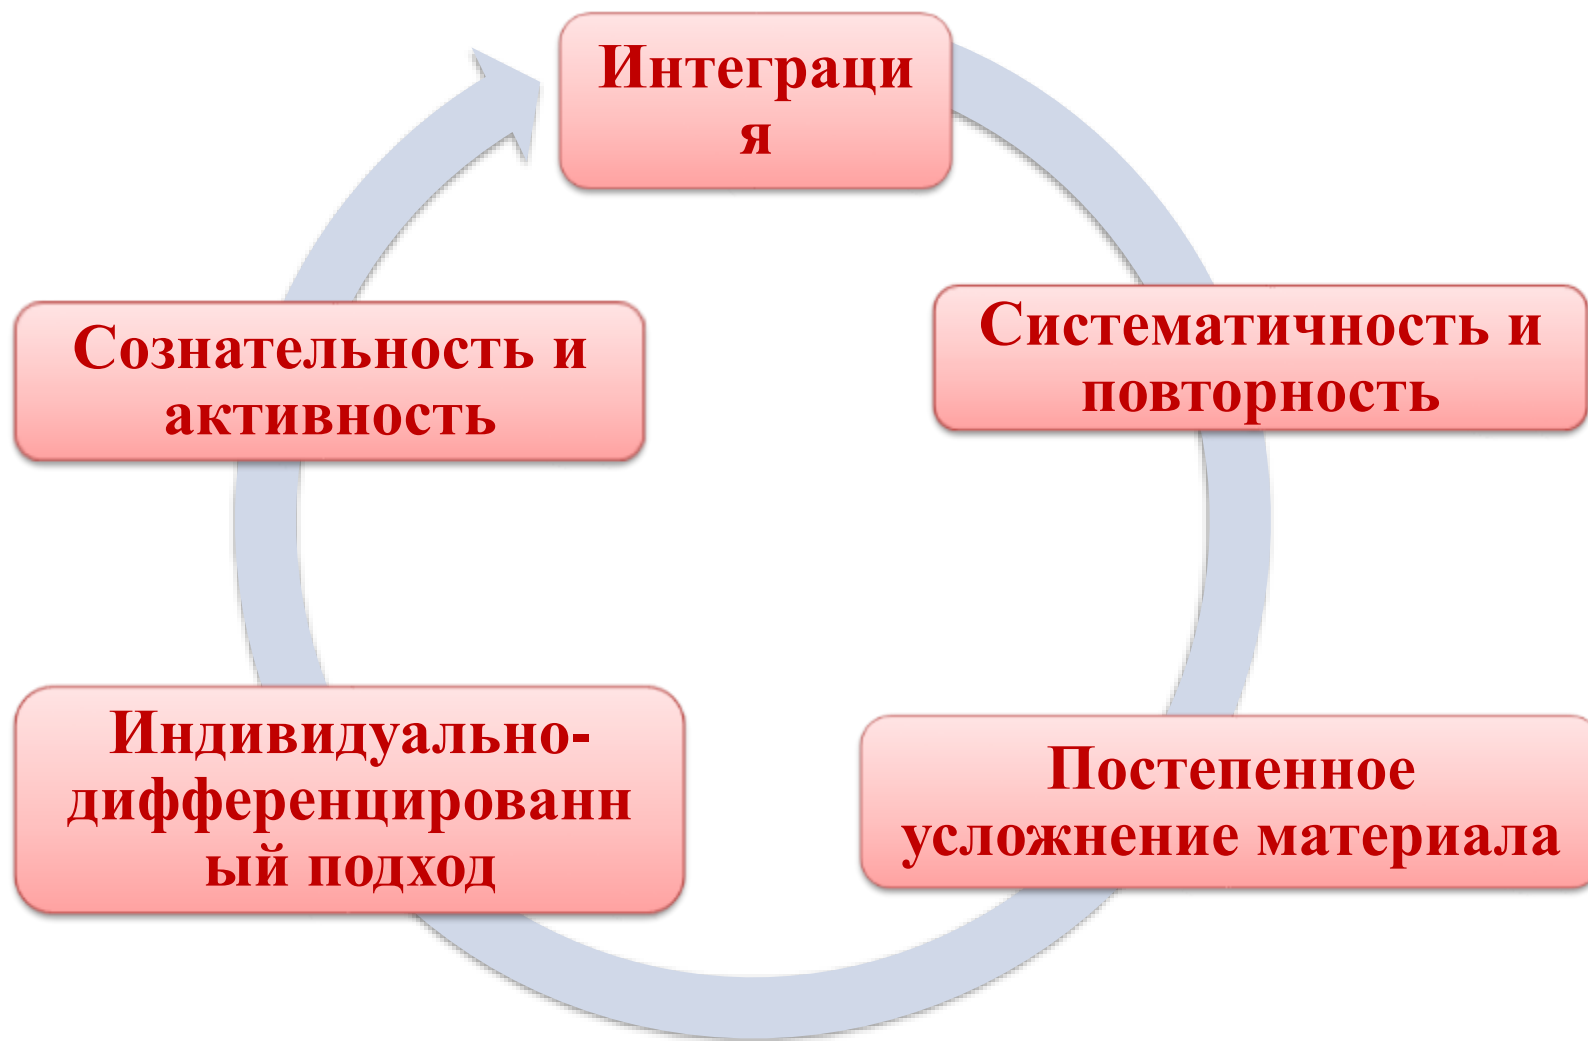 Интеграци
я
Систематичность и
повторность
Постепенное
усложнение материала
Индивидуально-
дифференцированн
ый подход
Сознательность и
активность